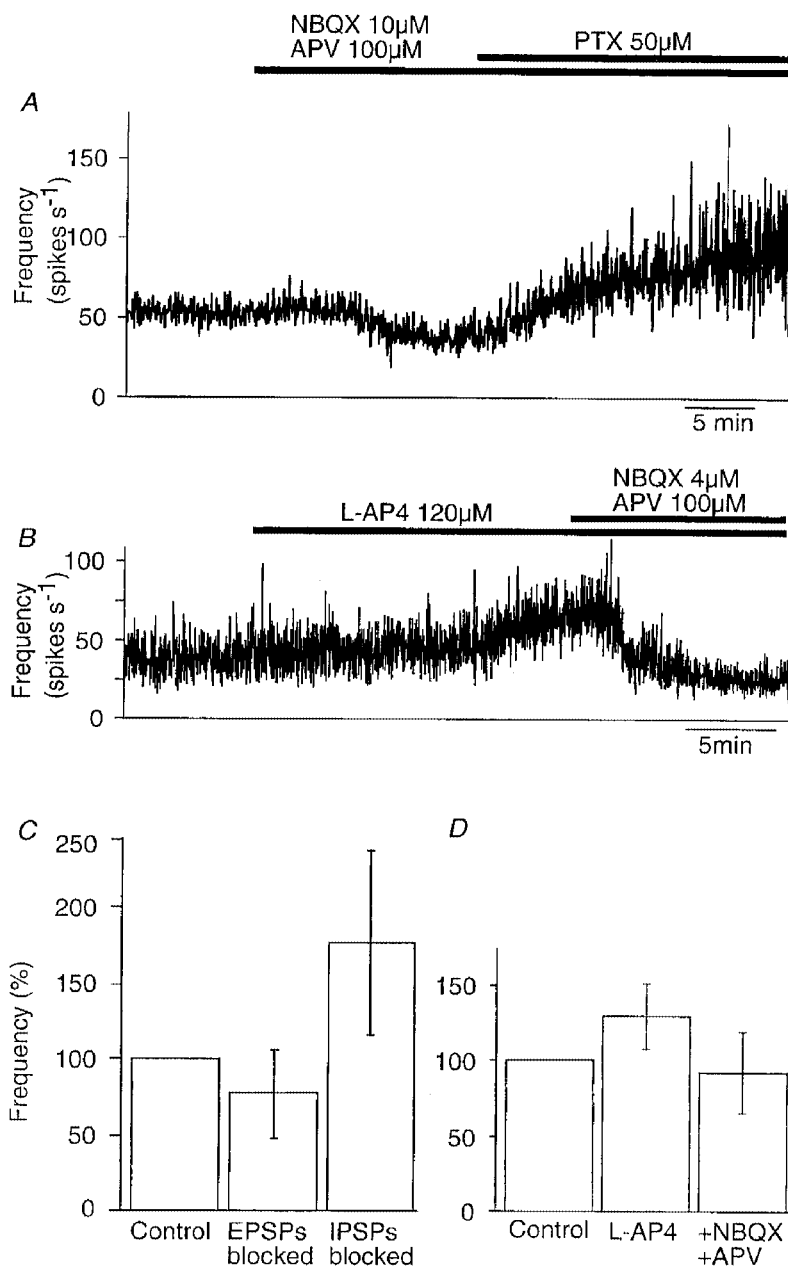 NBQX 10µM
APV 100µM
PTX 50µM
A
Frequency
(spikes s⁻¹)
150
100
50
0
5 min
NBQX 4µM
APV 100µM
L-AP4 120µM
B
Frequency
(spikes s⁻¹)
100
50
0
5min
C
Frequency (%)
250
200
150
100
50
0
Control
EPSPs
blocked
IPSPs
blocked
D
150
100
50
0
Control
L-AP4
+NBQX
+APV